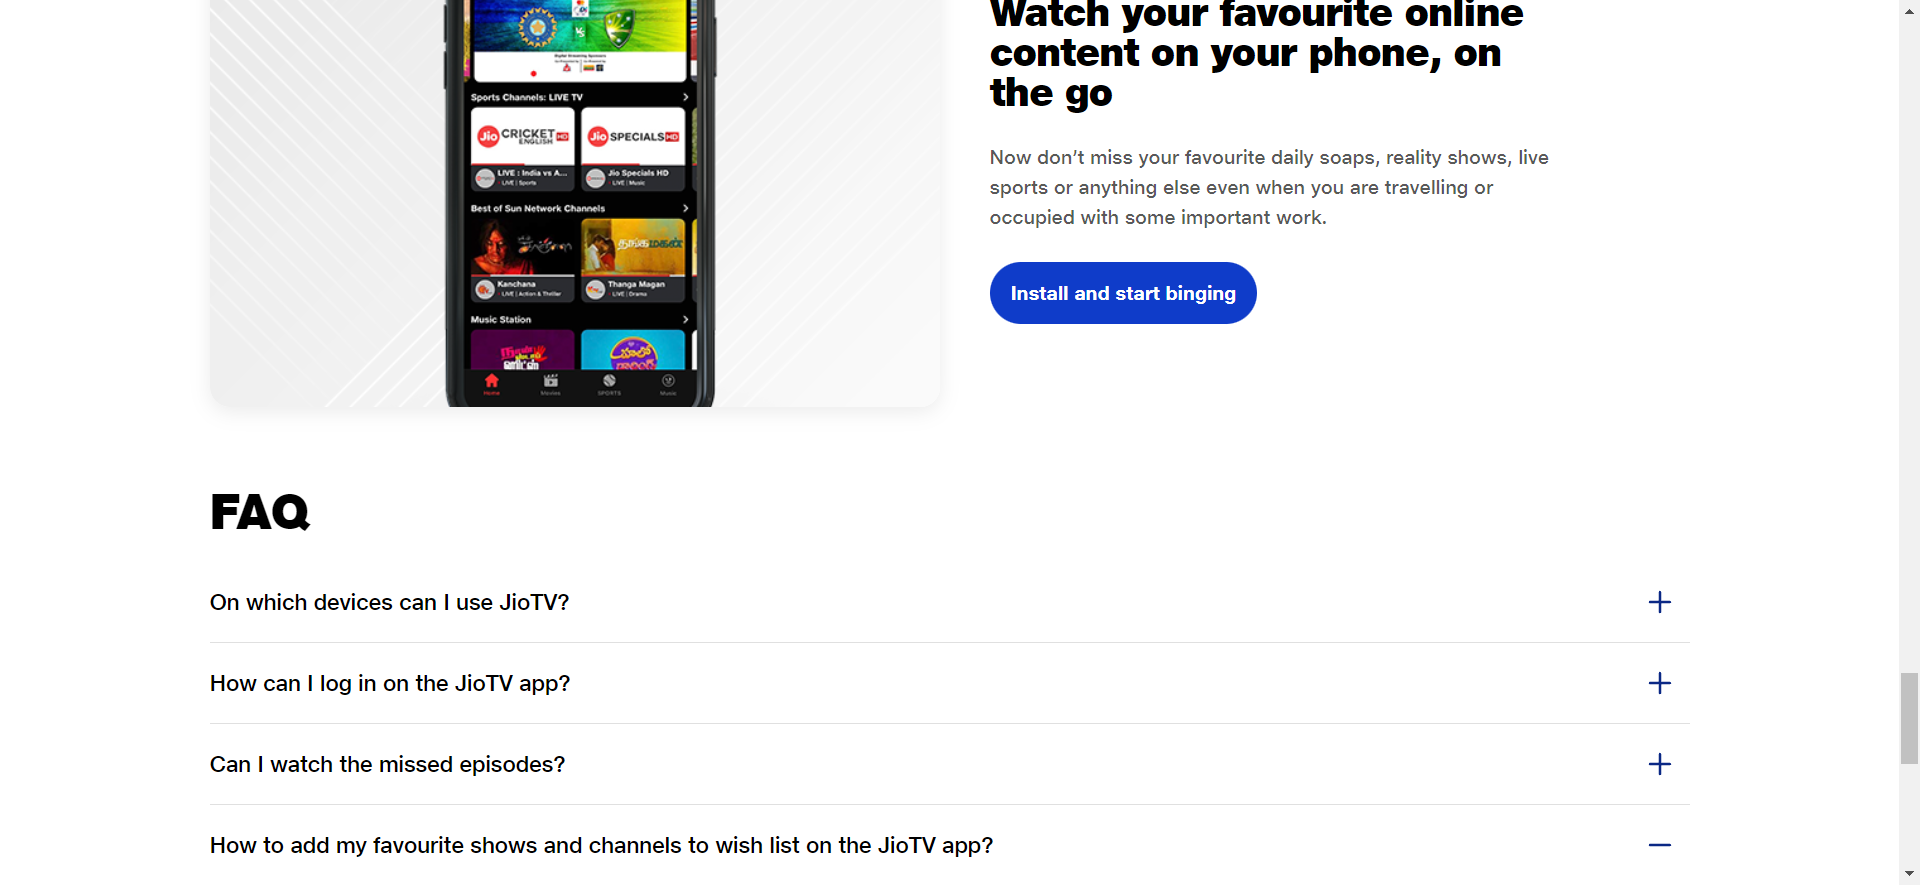 VS
Digital Streaming Sponsors
Sports Channels: LIVE TV
Jio CRICKET HD
ENGLISH
Jio SPECIALS HD
LIVE : India vs A...
LIVE | Sports
Jio Specials HD
LIVE | Music
Best of Sun Network Channels
தங்கமகன்
Kanchana
LIVE | Action & Thriller
Thanga Magan
LIVE | Drama
Music Station
Home
Movies
SPORTS
Music
Watch your favourite online
content on your phone, on
the go
Now don’t miss your favourite daily soaps, reality shows, live
sports or anything else even when you are travelling or
occupied with some important work.
Install and start binging
FAQ
On which devices can I use JioTV?
How can I log in on the JioTV app?
Can I watch the missed episodes?
How to add my favourite shows and channels to wish list on the JioTV app?